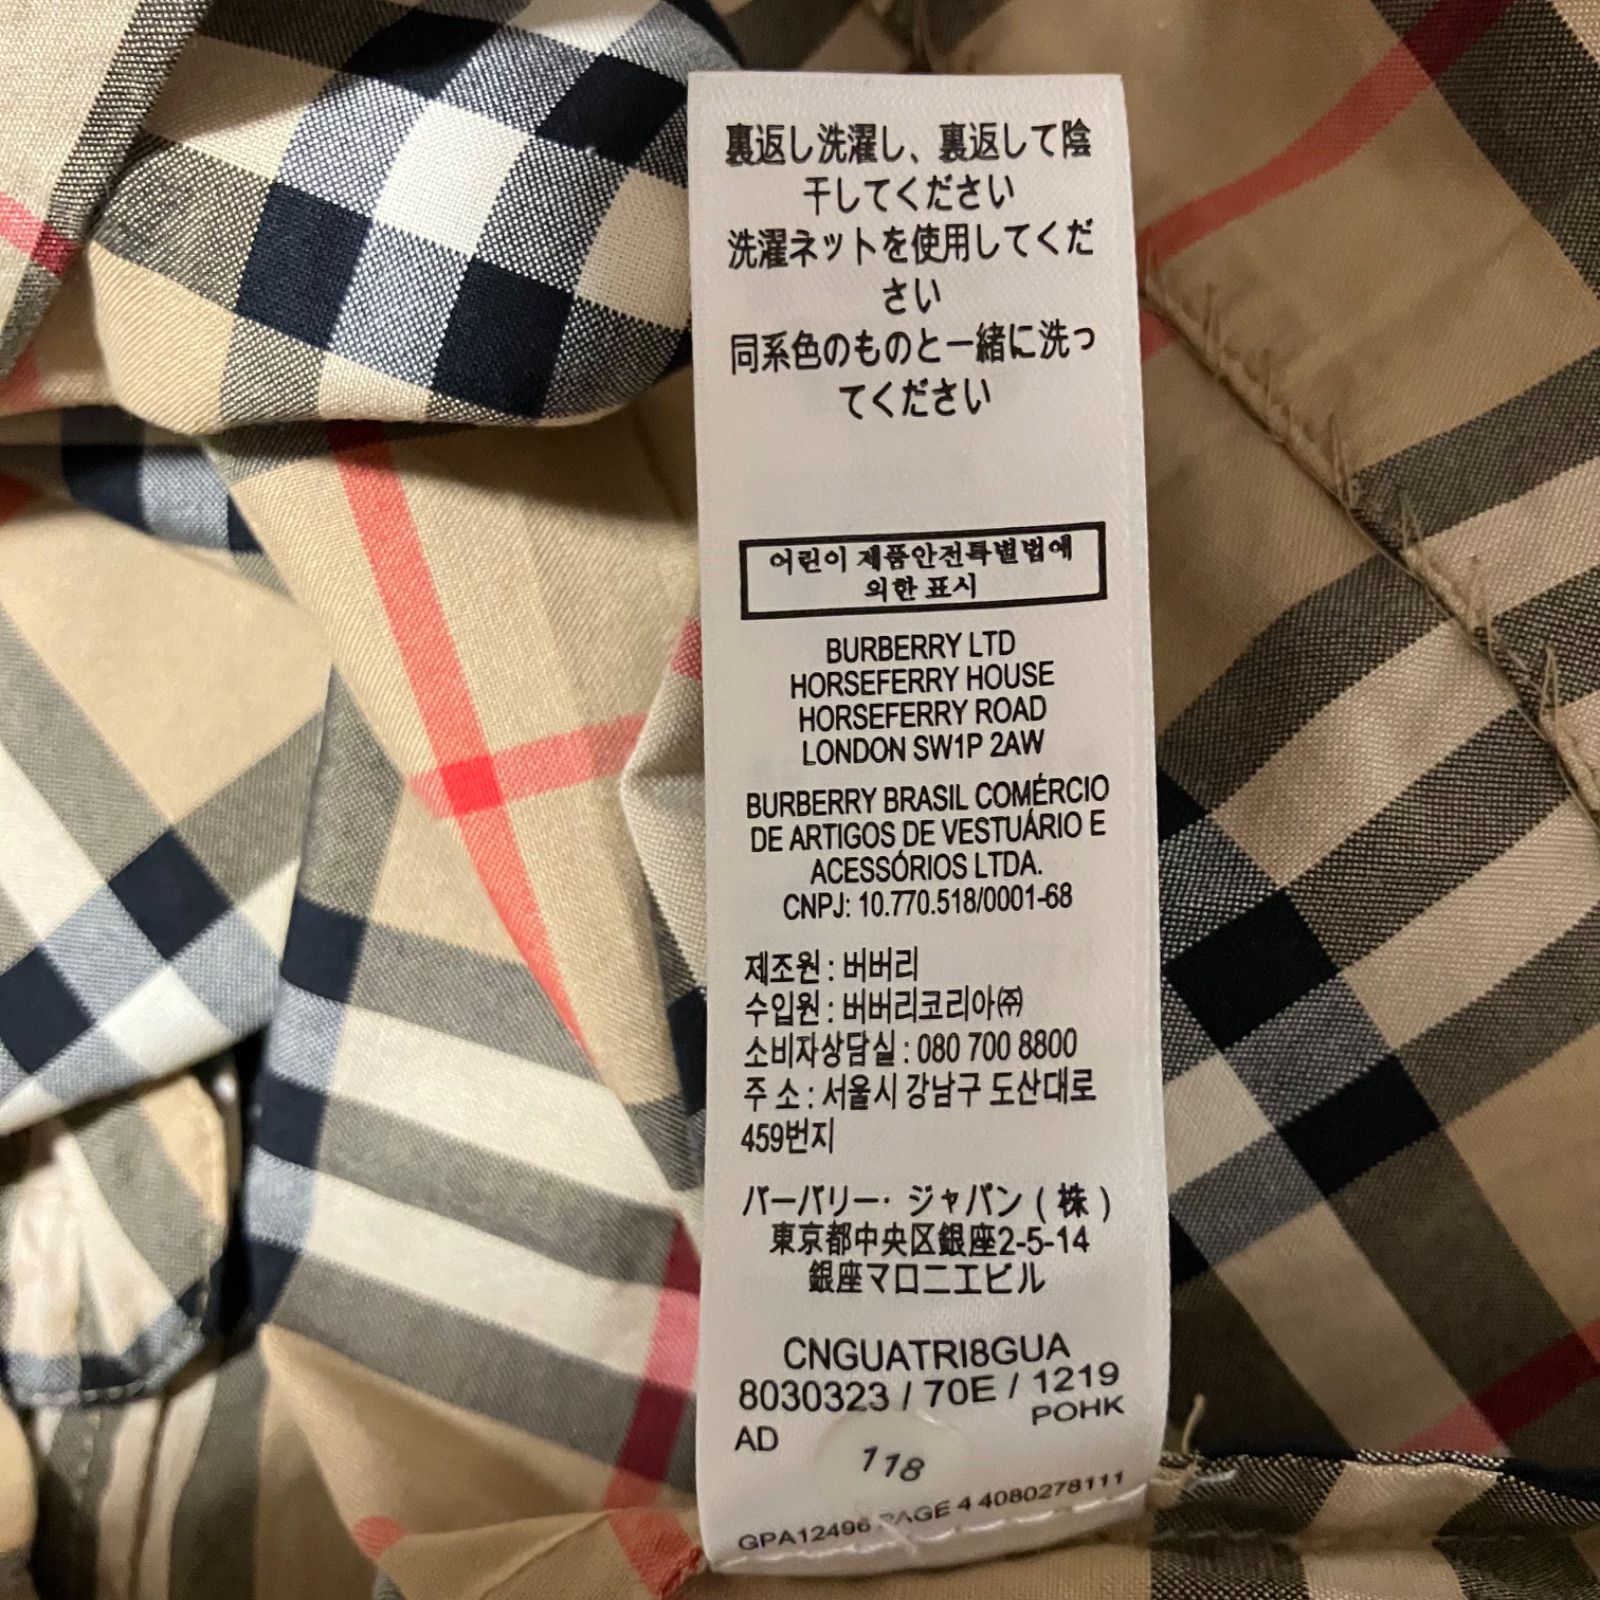 裏返し洗濯し、裏返して陰
干してください
洗濯ネットを使用してくだ
さい
同系色のものと一緒に洗っ
てください
어린이 제품안전특별법에
의한 표시
BURBERRY LTD
HORSEFERRY HOUSE
HORSEFERRY ROAD
LONDON SW1P 2AW
BURBERRY BRASIL COMÉRCIO
DE ARTIGOS DE VESTUÁRIO E
ACESSÓRIOS LTDA.
CNPJ: 10.770.518/0001-68
제조원 : 버버리
수입원 : 버버리코리아㈜
소비자상담실 : 080 700 8800
주 소 : 서울시 강남구 도산대로
459번지
バーバリー・ジャパン ( 株 )
東京都中央区銀座2-5-14
銀座マロニエビル
CNGUATRI8GUA
8030323 / 70E / 1219
AD POHK
118
GPA12496 PAGE 4 4080278111